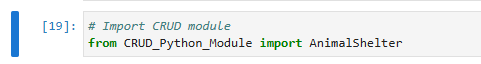 [19]: # Import CRUD module
from CRUD_Python_Module import AnimalShelter